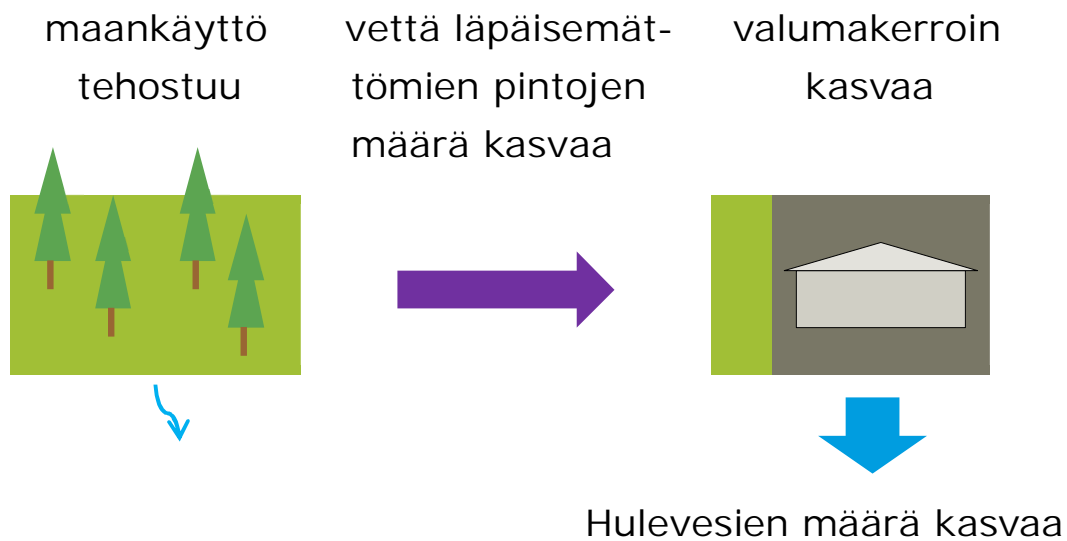 maankäyttö
tehostuu
vettä läpäisemät-
tömien pintojen
määrä kasvaa
valumakerroin
kasvaa
Hulevesien määrä kasvaa